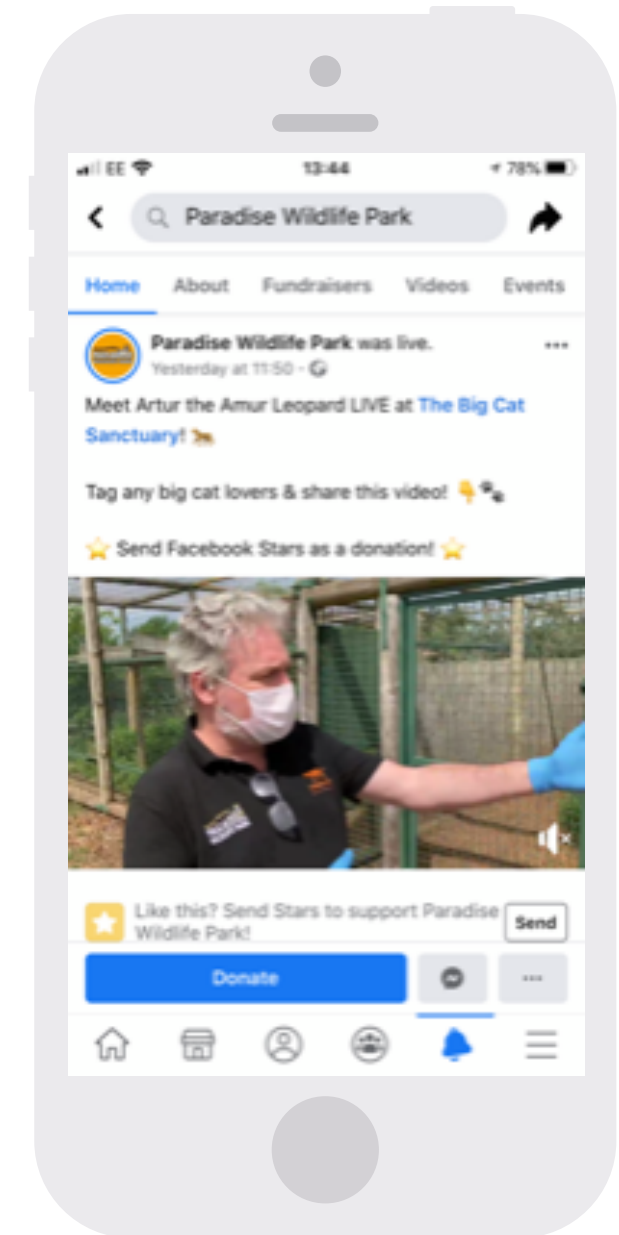 EE 13:44 78%
Paradise Wildlife Park
Home About Fundraisers Videos Events
Paradise Wildlife Park was live.
Yesterday at 11:50
Meet Artur the Amur Leopard LIVE at The Big Cat
Sanctuary! 🐆
Tag any big cat lovers & share this video! 👇🐾
⭐ Send Facebook Stars as a donation! ⭐
Like this? Send Stars to support Paradise
Wildlife Park!
Send
Donate